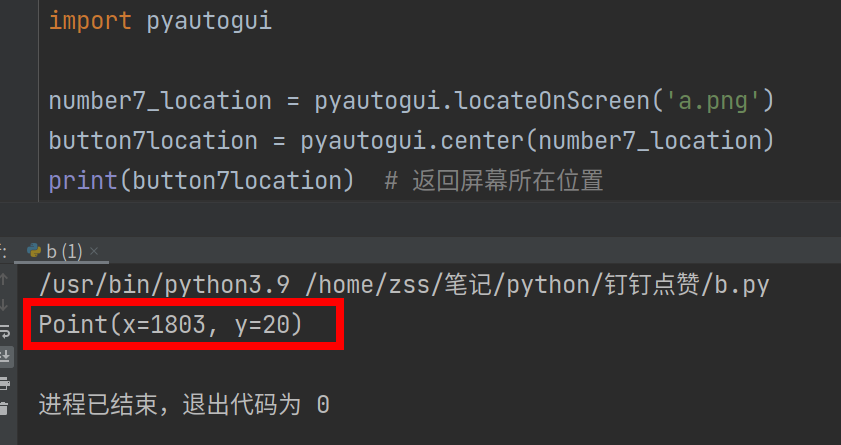 import pyautogui
number7_location = pyautogui.locateOnScreen('a.png')
button7location = pyautogui.center(number7_location)
print(button7location)  # 返回屏幕所在位置
b (1) ×
/usr/bin/python3.9 /home/zss/笔记/python/钉钉点赞/b.py
Point(x=1803, y=20)
进程已结束，退出代码为 0